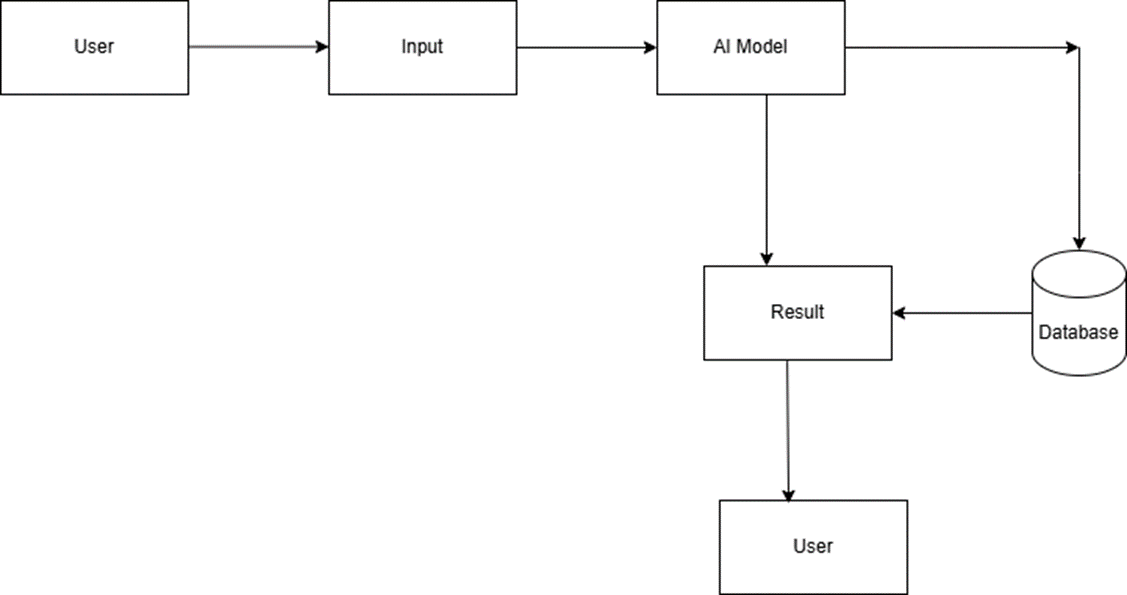 User
Input
AI Model
Result
Database
User